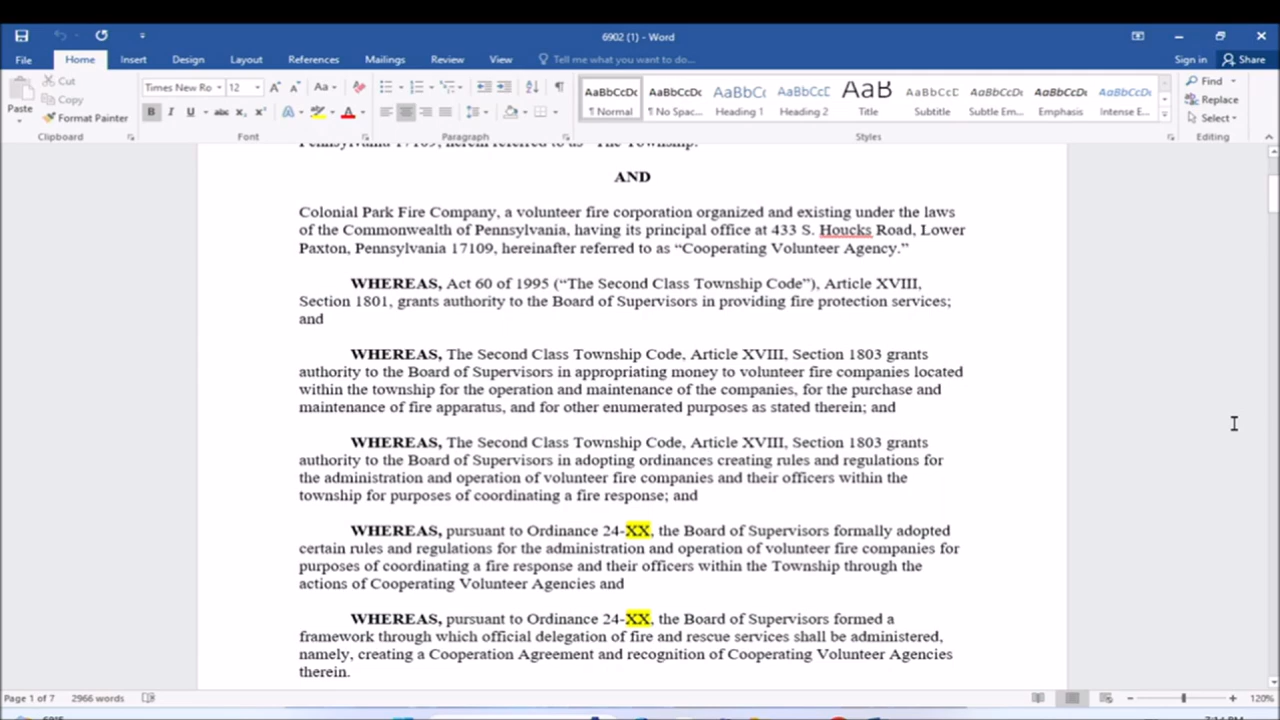 6902 (1) - Word
Sign in Share
File Home Insert Design Layout References Mailings Review View Tell me what you want to do...
Paste Cut Copy Format Painter
Times New Ro 12
AaBbCcDc AaBbCcDc AaBbCc AaBbCcD AaB AaBbCcD AaBbCcDc AaBbCcDc AaBbCcDc
¶ Normal ¶ No Spac... Heading 1 Heading 2 Title Subtitle Subtle Em... Emphasis Intense E...
Find Replace Select
Clipboard Font Paragraph Styles Editing
Pennsylvania 17109, herein referred to as "The Township."
AND
Colonial Park Fire Company, a volunteer fire corporation organized and existing under the laws
of the Commonwealth of Pennsylvania, having its principal office at 433 S. Houcks Road, Lower
Paxton, Pennsylvania 17109, hereinafter referred to as “Cooperating Volunteer Agency.”
WHEREAS, Act 60 of 1995 (“The Second Class Township Code”), Article XVIII,
Section 1801, grants authority to the Board of Supervisors in providing fire protection services;
and
WHEREAS, The Second Class Township Code, Article XVIII, Section 1803 grants
authority to the Board of Supervisors in appropriating money to volunteer fire companies located
within the township for the operation and maintenance of the companies, for the purchase and
maintenance of fire apparatus, and for other enumerated purposes as stated therein; and
WHEREAS, The Second Class Township Code, Article XVIII, Section 1803 grants
authority to the Board of Supervisors in adopting ordinances creating rules and regulations for
the administration and operation of volunteer fire companies and their officers within the
township for purposes of coordinating a fire response; and
WHEREAS, pursuant to Ordinance 24-XX, the Board of Supervisors formally adopted
certain rules and regulations for the administration and operation of volunteer fire companies for
purposes of coordinating a fire response and their officers within the Township through the
actions of Cooperating Volunteer Agencies and
WHEREAS, pursuant to Ordinance 24-XX, the Board of Supervisors formed a
framework through which official delegation of fire and rescue services shall be administered,
namely, creating a Cooperation Agreement and recognition of Cooperating Volunteer Agencies
therein.
Page 1 of 7 2966 words 120%